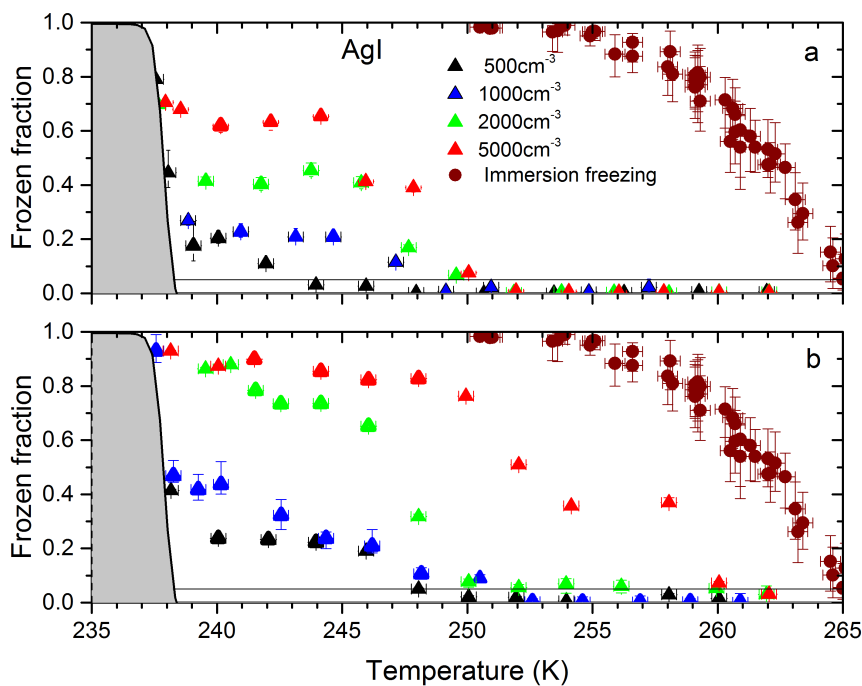 AgI
a
500cm-3
1000cm-3
2000cm-3
5000cm-3
Immersion freezing
Frozen fraction
1.0
0.8
0.6
0.4
0.2
0.0
b
Frozen fraction
1.0
0.8
0.6
0.4
0.2
0.0
235 240 245 250 255 260 265
Temperature (K)